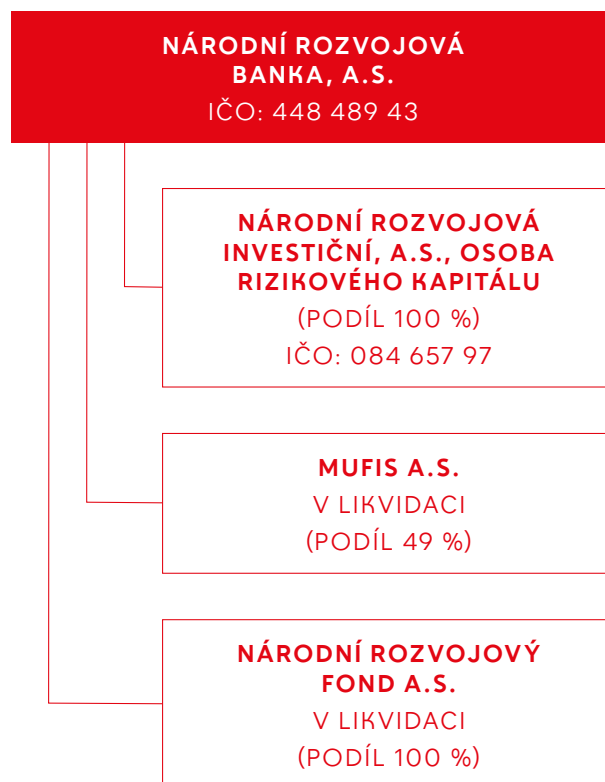 NÁRODNÍ ROZVOJOVÁ
BANKA, A.S.
IČO: 448 489 43
NÁRODNÍ ROZVOJOVÁ
INVESTIČNÍ, A.S., OSOBA
RIZIKOVÉHO KAPITÁLU
(PODÍL 100 %)
IČO: 084 657 97
MUFIS A.S.
V LIKVIDACI
(PODÍL 49 %)
NÁRODNÍ ROZVOJOVÝ
FOND A.S.
V LIKVIDACI
(PODÍL 100 %)